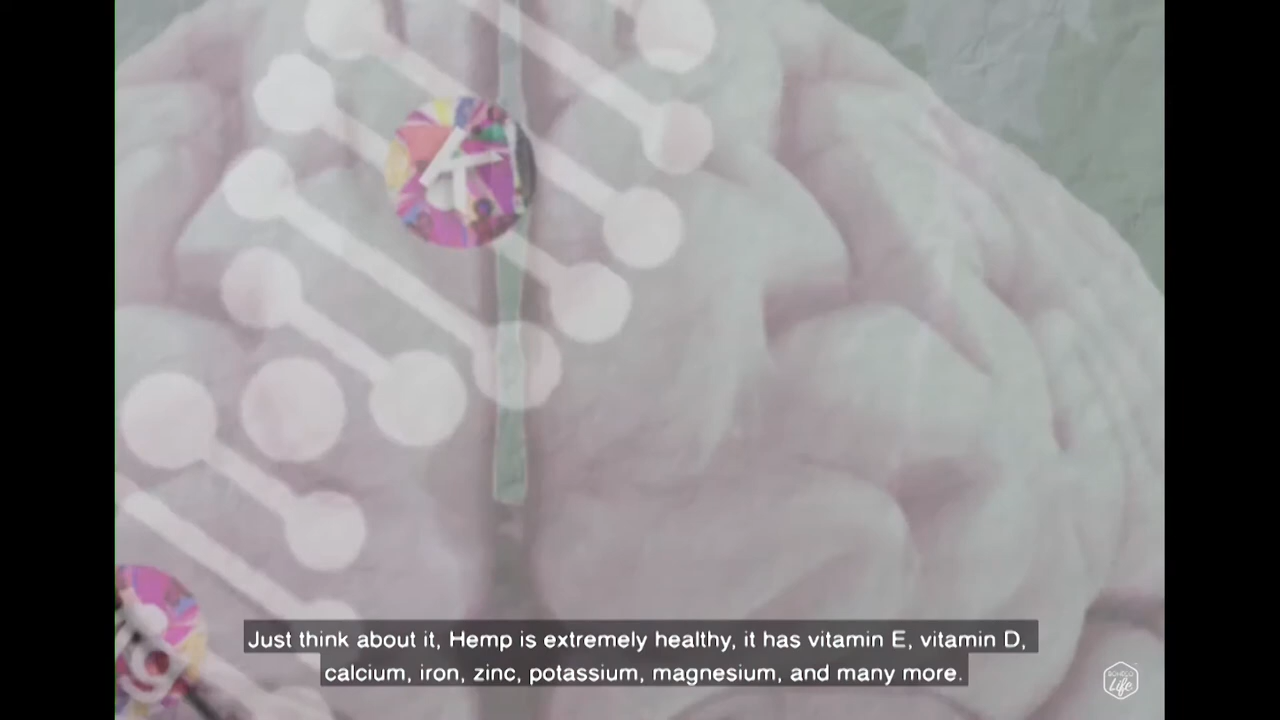 K
Just think about it, Hemp is extremely healthy, it has vitamin E, vitamin D,
calcium, iron, zinc, potassium, magnesium, and many more.
Life